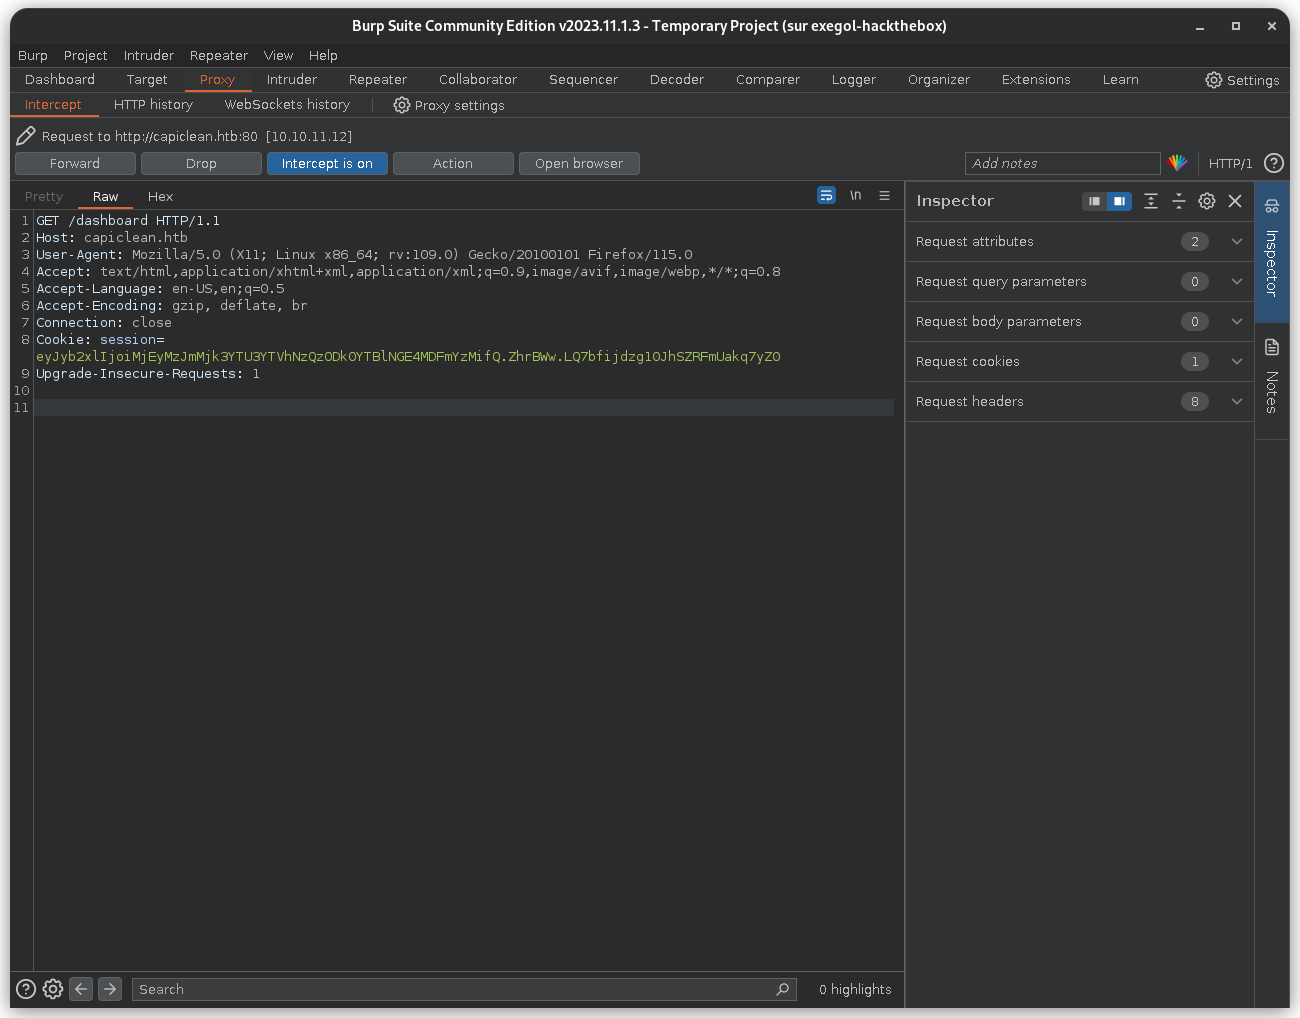 Burp Suite Community Edition v2023.11.1.3 - Temporary Project (sur exegol-hackthebox)
Burp Project Intruder Repeater View Help
Dashboard Target Proxy Intruder Repeater Collaborator Sequencer Decoder Comparer Logger Organizer Extensions Learn Settings
Intercept HTTP history WebSockets history Proxy settings
Request to http://capiclean.htb:80 [10.10.11.12]
Forward Drop Intercept is on Action Open browser Add notes HTTP/1
Pretty Raw Hex \n
Inspector
1 GET /dashboard HTTP/1.1
2 Host: capiclean.htb
3 User-Agent: Mozilla/5.0 (X11; Linux x86_64; rv:109.0) Gecko/20100101 Firefox/115.0
4 Accept: text/html,application/xhtml+xml,application/xml;q=0.9,image/avif,image/webp,*/*;q=0.8
5 Accept-Language: en-US,en;q=0.5
6 Accept-Encoding: gzip, deflate, br
7 Connection: close
8 Cookie: session=
eyJyb2xlIjoiMjEyMzJmMjk3YTU3YTVhNzQzODk0YTBlNGE4MDFmYzMifQ.ZhrBWw.LQ7bfijdzg10JhSZRFmUakq7yZ0
9 Upgrade-Insecure-Requests: 1
10
11
Request attributes 2
Request query parameters 0
Request body parameters 0
Request cookies 1
Request headers 8
Inspector
Notes
Search 0 highlights